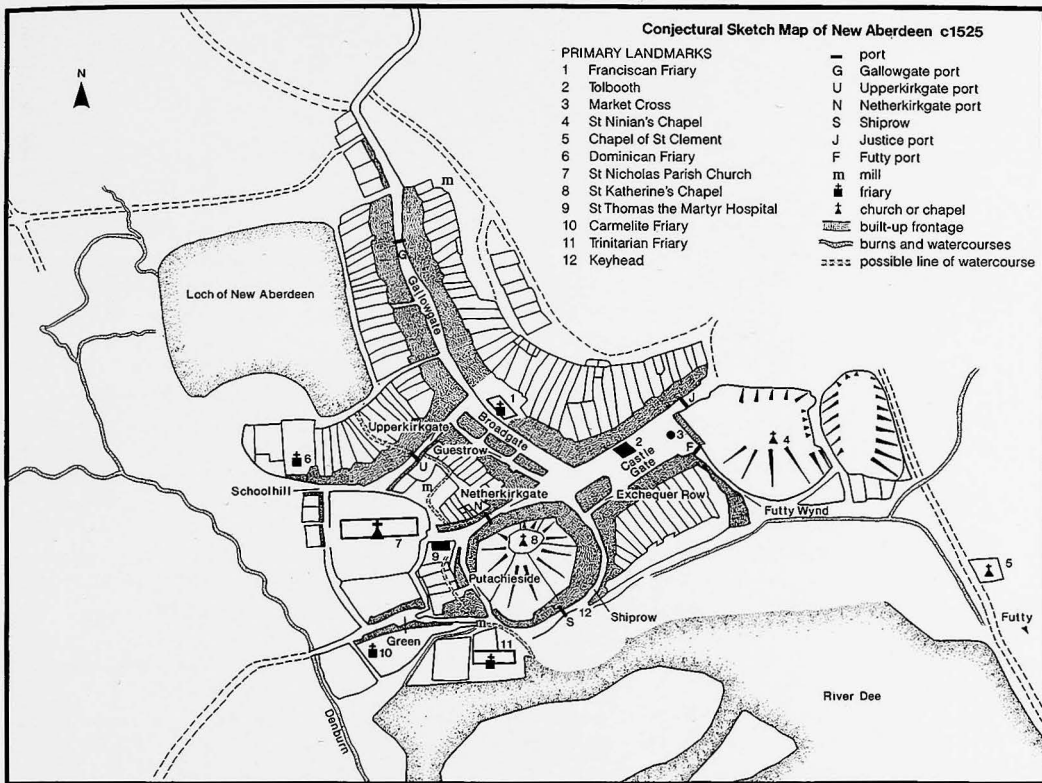 Conjectural Sketch Map of New Aberdeen c1525
PRIMARY LANDMARKS
1 Franciscan Friary
2 Tolbooth
3 Market Cross
4 St Ninian's Chapel
5 Chapel of St Clement
6 Dominican Friary
7 St Nicholas Parish Church
8 St Katherine's Chapel
9 St Thomas the Martyr Hospital
10 Carmelite Friary
11 Trinitarian Friary
12 Keyhead
port
G Gallowgate port
U Upperkirkgate port
N Netherkirkgate port
S Shiprow
J Justice port
F Futty port
m mill
friary
church or chapel
built-up frontage
burns and watercourses
possible line of watercourse
N
m
G
Loch of New Aberdeen
Gallowgate
1
J
Upperkirkgate
Broadgate
2
3
4
6
Guestrow
Castle Gate
F
U
Schoolhill
m
Netherkirkgate
Exchequer Row
N
Futty Wynd
7
8
9
5
Putachieside
12
S
Shiprow
Futty
m
Green
10
11
River Dee
Denburn